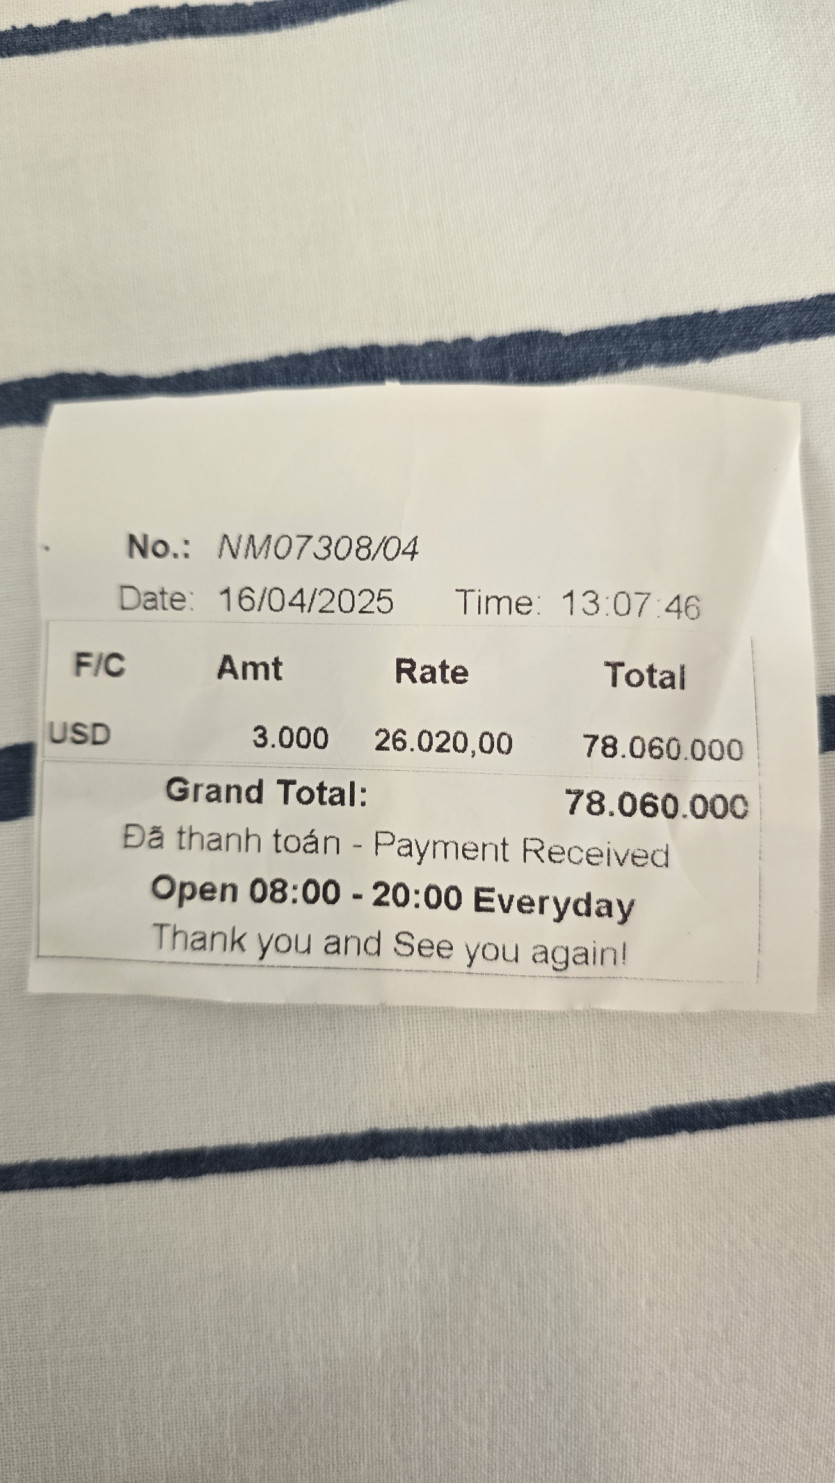 No.: NM07308/04
Date: 16/04/2025 Time: 13:07:46
F/C Amt Rate Total
USD 3.000 26.020,00 78.060.000
Grand Total: 78.060.000
Đã thanh toán - Payment Received
Open 08:00 - 20:00 Everyday
Thank you and See you again!